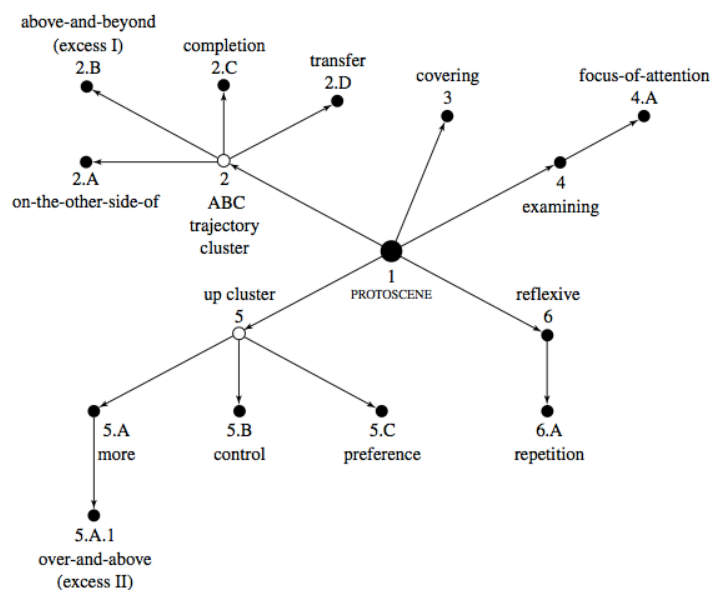 above-and-beyond
(excess I)
2.B
completion
2.C
transfer
2.D
covering
3
focus-of-attention
4.A
2.A
on-the-other-side-of
2
ABC
trajectory
cluster
4
examining
1
PROTOSCENE
up cluster
5
reflexive
6
5.A
more
5.B
control
5.C
preference
6.A
repetition
5.A.1
over-and-above
(excess II)